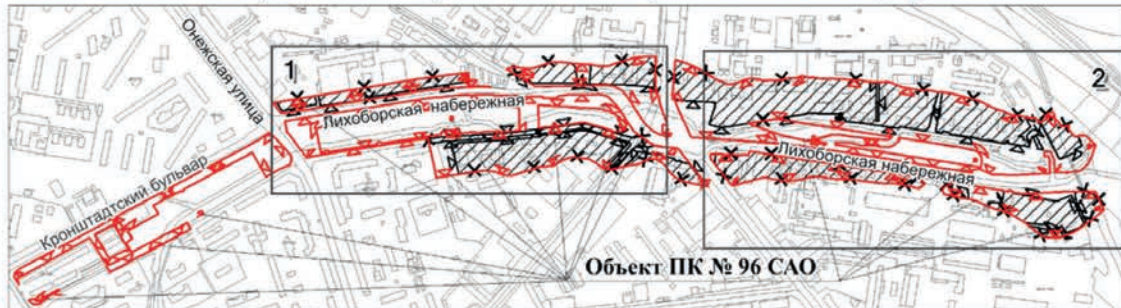 Онежская улица
1
2
Лихоборская набережная
Лихоборская набережная
Кронштадтский бульвар
Объект ПК № 96 САО